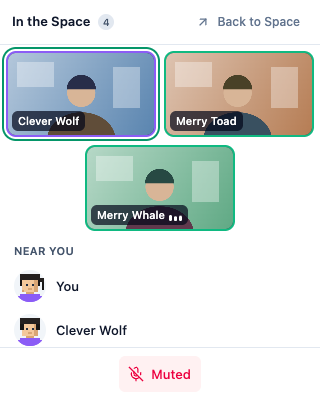 In the Space 4
Back to Space
Clever Wolf
Merry Toad
Merry Whale
NEAR YOU
You
Clever Wolf
Muted